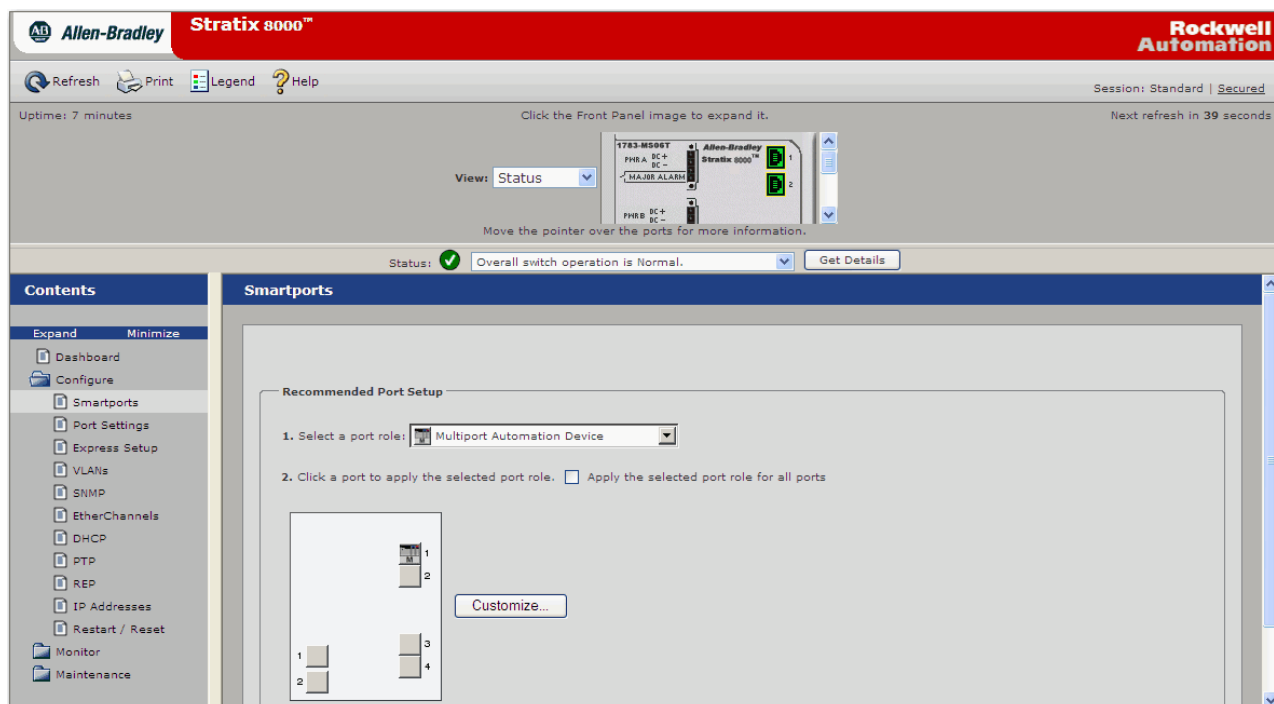 AB Allen-Bradley
Stratix 8000™
Rockwell
Automation
Refresh Print Legend Help
Session: Standard | Secured
Uptime: 7 minutes
Click the Front Panel image to expand it.
Next refresh in 39 seconds
View: Status
1783-MS06T
Allen-Bradley
Stratix 8000™
PWR A DC +
DC -
MAJOR ALARM
PWR B DC +
DC -
1
2
Move the pointer over the ports for more information.
Status: Overall switch operation is Normal. Get Details
Contents
Expand Minimize
Dashboard
Configure
Smartports
Port Settings
Express Setup
VLANs
SNMP
EtherChannels
DHCP
PTP
REP
IP Addresses
Restart / Reset
Monitor
Maintenance
Smartports
Recommended Port Setup
1. Select a port role: Multiport Automation Device
2. Click a port to apply the selected port role. Apply the selected port role for all ports
M 1
2
3
4
1
2
Customize...